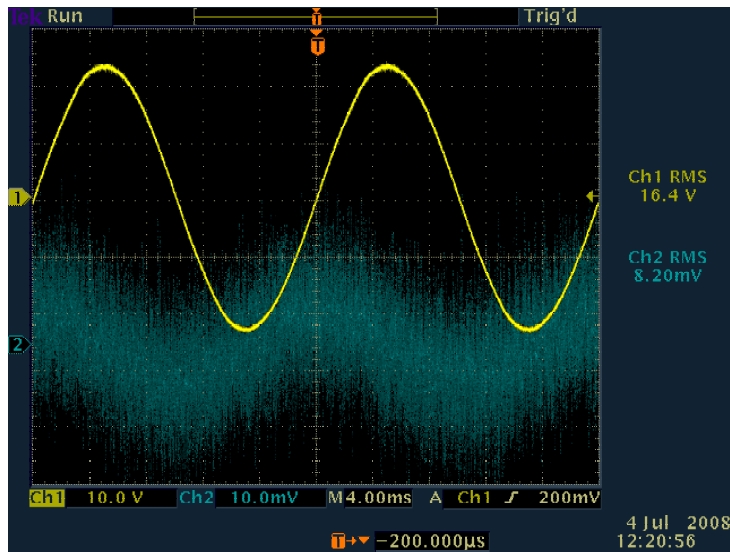 Tek Run Trig'd
T
T
1
Ch1 RMS
16.4 V
Ch2 RMS
8.20mV
2
Ch1 10.0 V Ch2 10.0mV M 4.00ms A Ch1 200mV
T -200.000µs
4 Jul 2008
12:20:56